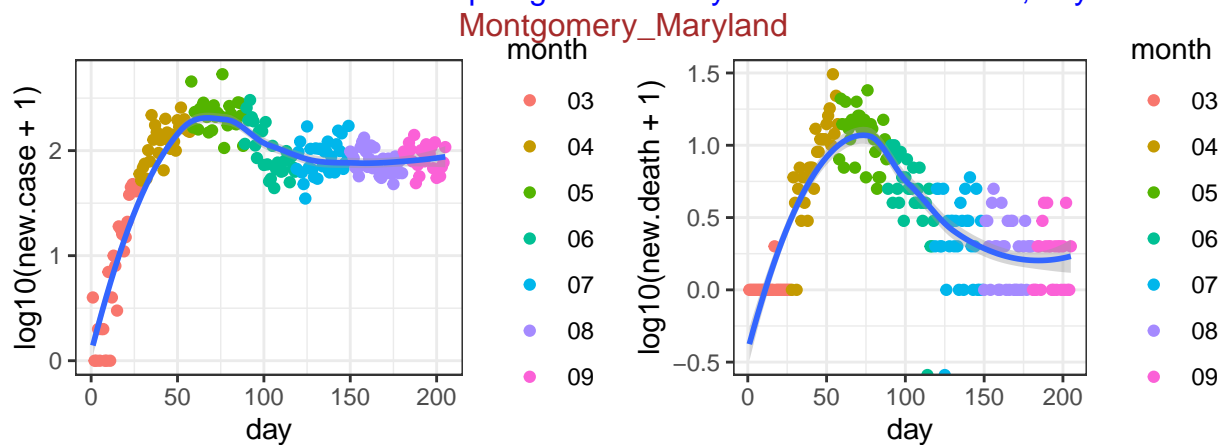 Montgomery_Maryland
log10(new.case + 1)
2
1
0
0 50 100 150 200
day
month
03
04
05
06
07
08
09
log10(new.death + 1)
1.5
1.0
0.5
0.0
−0.5
0 50 100 150 200
day
month
03
04
05
06
07
08
09